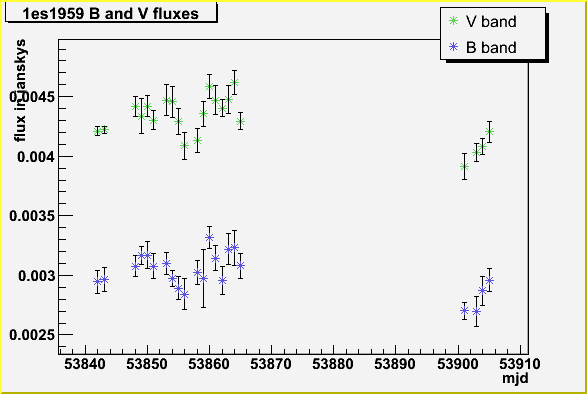 1es1959 B and V fluxes
V band
B band
flux in Janskys
0.0045
0.004
0.0035
0.003
0.0025
53840 53850 53860 53870 53880 53890 53900 53910
mjd